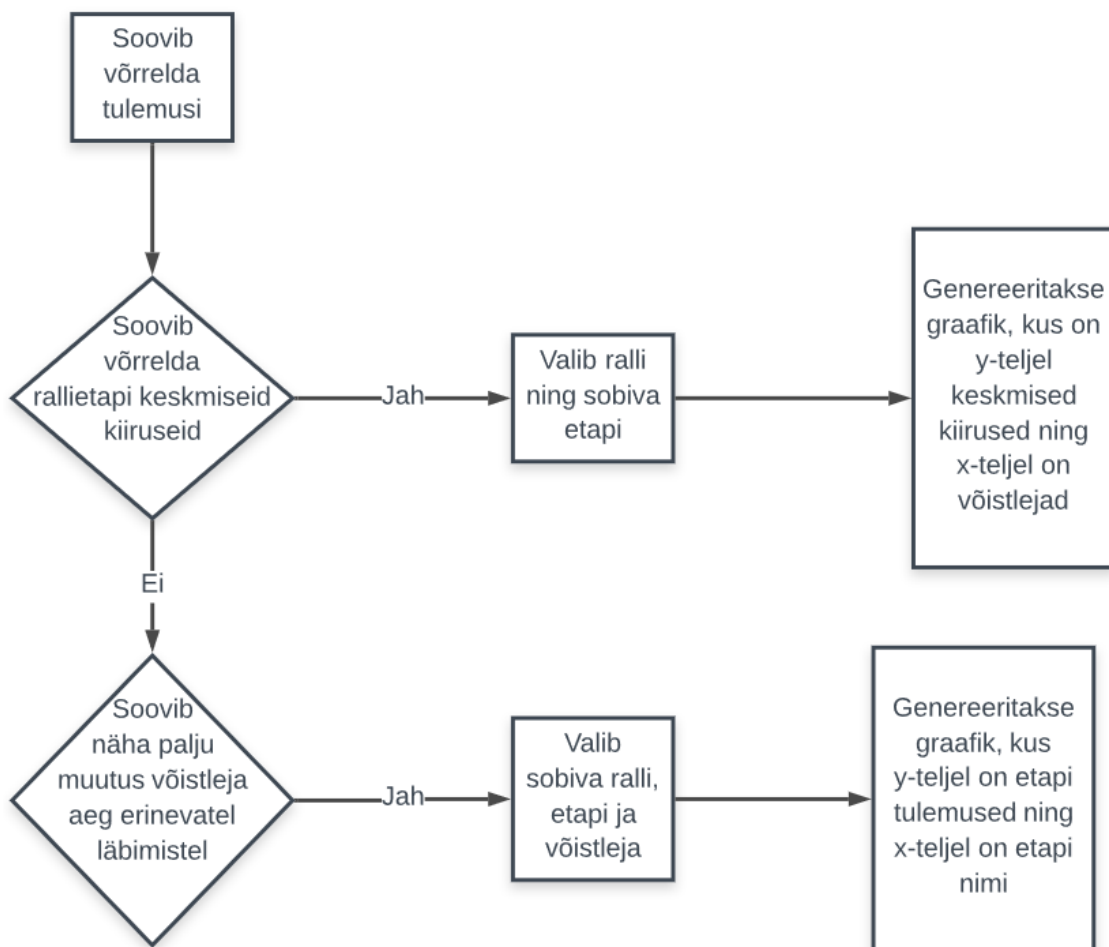 Soovib
võrrelda
tulemusi
Soovib
võrrelda
rallietapi keskmiseid
kiiruseid
Jah
Valib ralli
ning sobiva
etapi
Genereeritakse
graafik, kus on
y-teljel
keskmised
kiirused ning
x-teljel on
võistlejad
Ei
Soovib
näha palju
muutus võistleja
aeg erinevatel
läbimistel
Jah
Valib
sobiva ralli,
etapi ja
võistleja
Genereeritakse
graafik, kus
y-teljel on etapi
tulemused ning
x-teljel on etapi
nimi